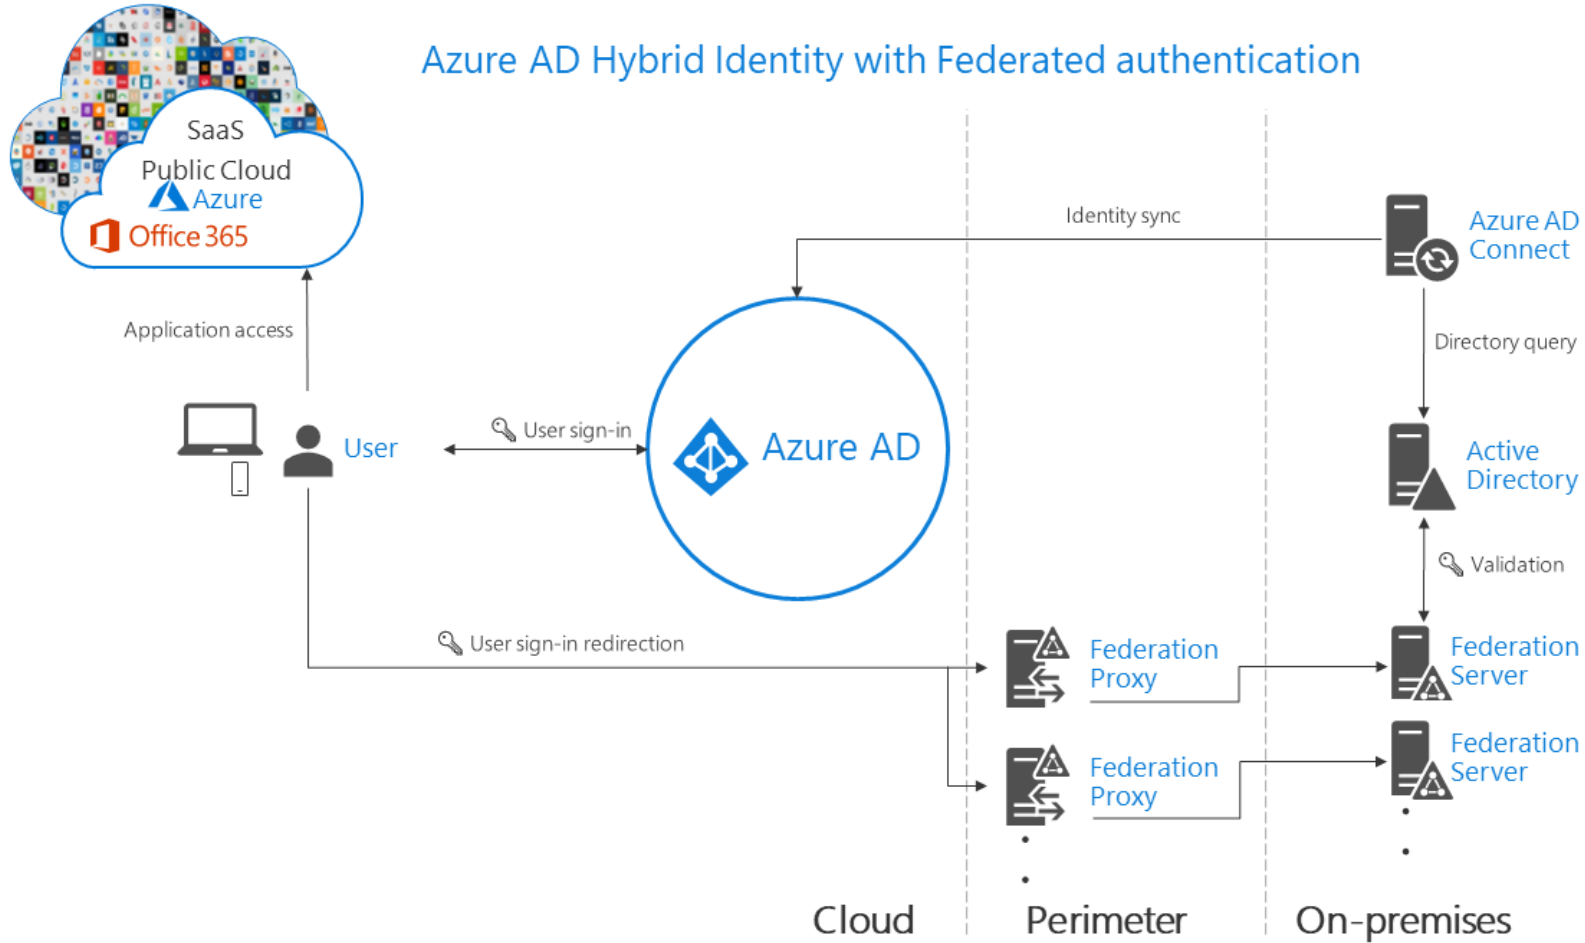 Azure AD Hybrid Identity with Federated authentication
SaaS
Public Cloud
Azure
Office 365
Identity sync
Azure AD
Connect
Application access
Directory query
User sign-in
User
Azure AD
Active
Directory
Validation
User sign-in redirection
Federation
Proxy
Federation
Server
Federation
Proxy
Federation
Server
Cloud
Perimeter
On-premises